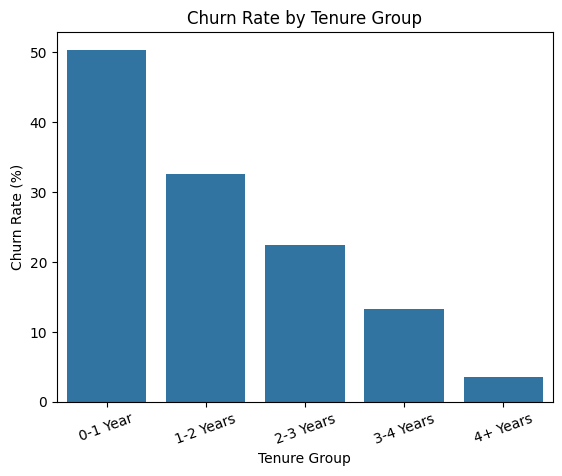 Churn Rate by Tenure Group
Churn Rate (%)
50
40
30
20
10
0
0-1 Year
1-2 Years
2-3 Years
3-4 Years
4+ Years
Tenure Group